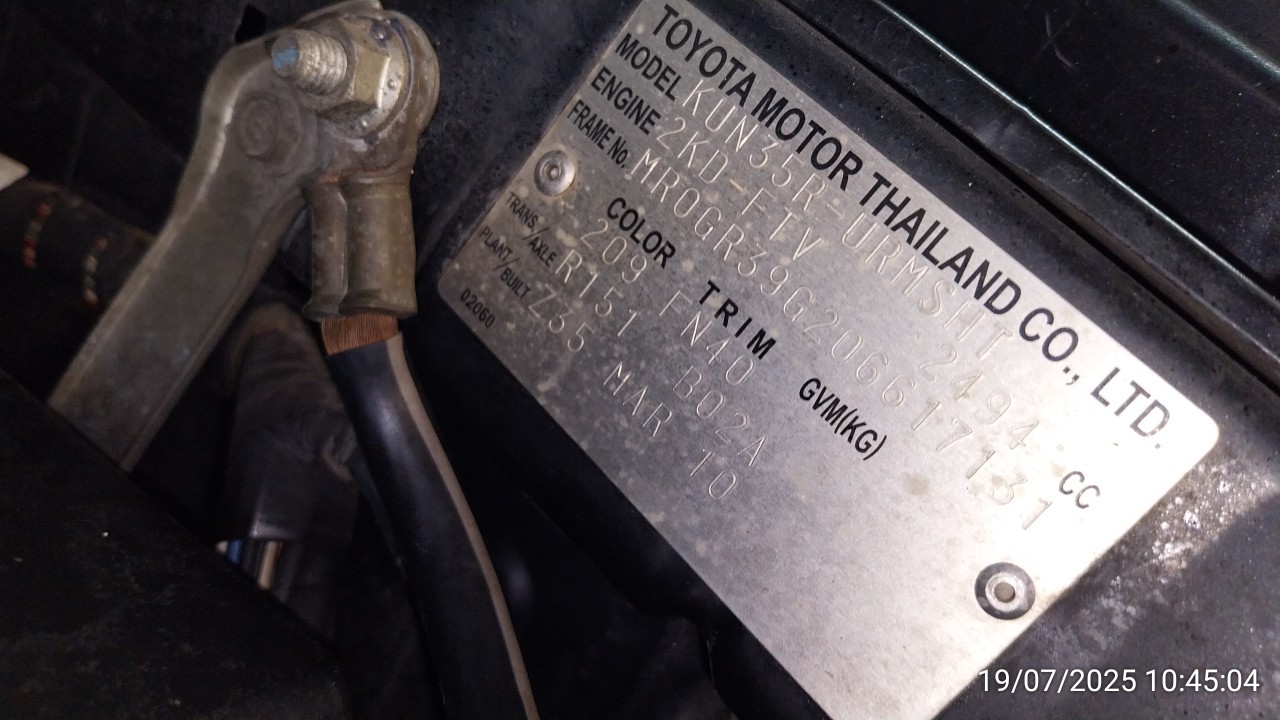 TOYOTA MOTOR THAILAND CO., LTD.
MODEL KUN35R-URMSHT
ENGINE 2KD-FTV 2494 CC
FRAME No. MR0GR39G206617131
COLOR TRIM GVM(KG)
209 FN40
TRANS/AXLE R151 B02A
PLANT/BUILT Z35 MAR 10
02060
19/07/2025 10:45:04